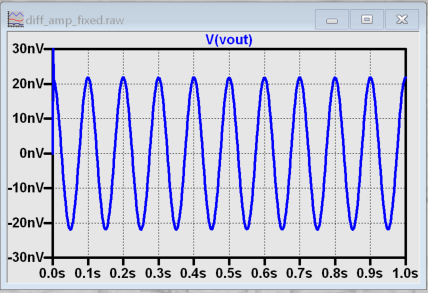 diff_amp_fixed.raw
V(vout)
30nV
20nV
10nV
0nV
-10nV
-20nV
-30nV
0.0s 0.1s 0.2s 0.3s 0.4s 0.5s 0.6s 0.7s 0.8s 0.9s 1.0s